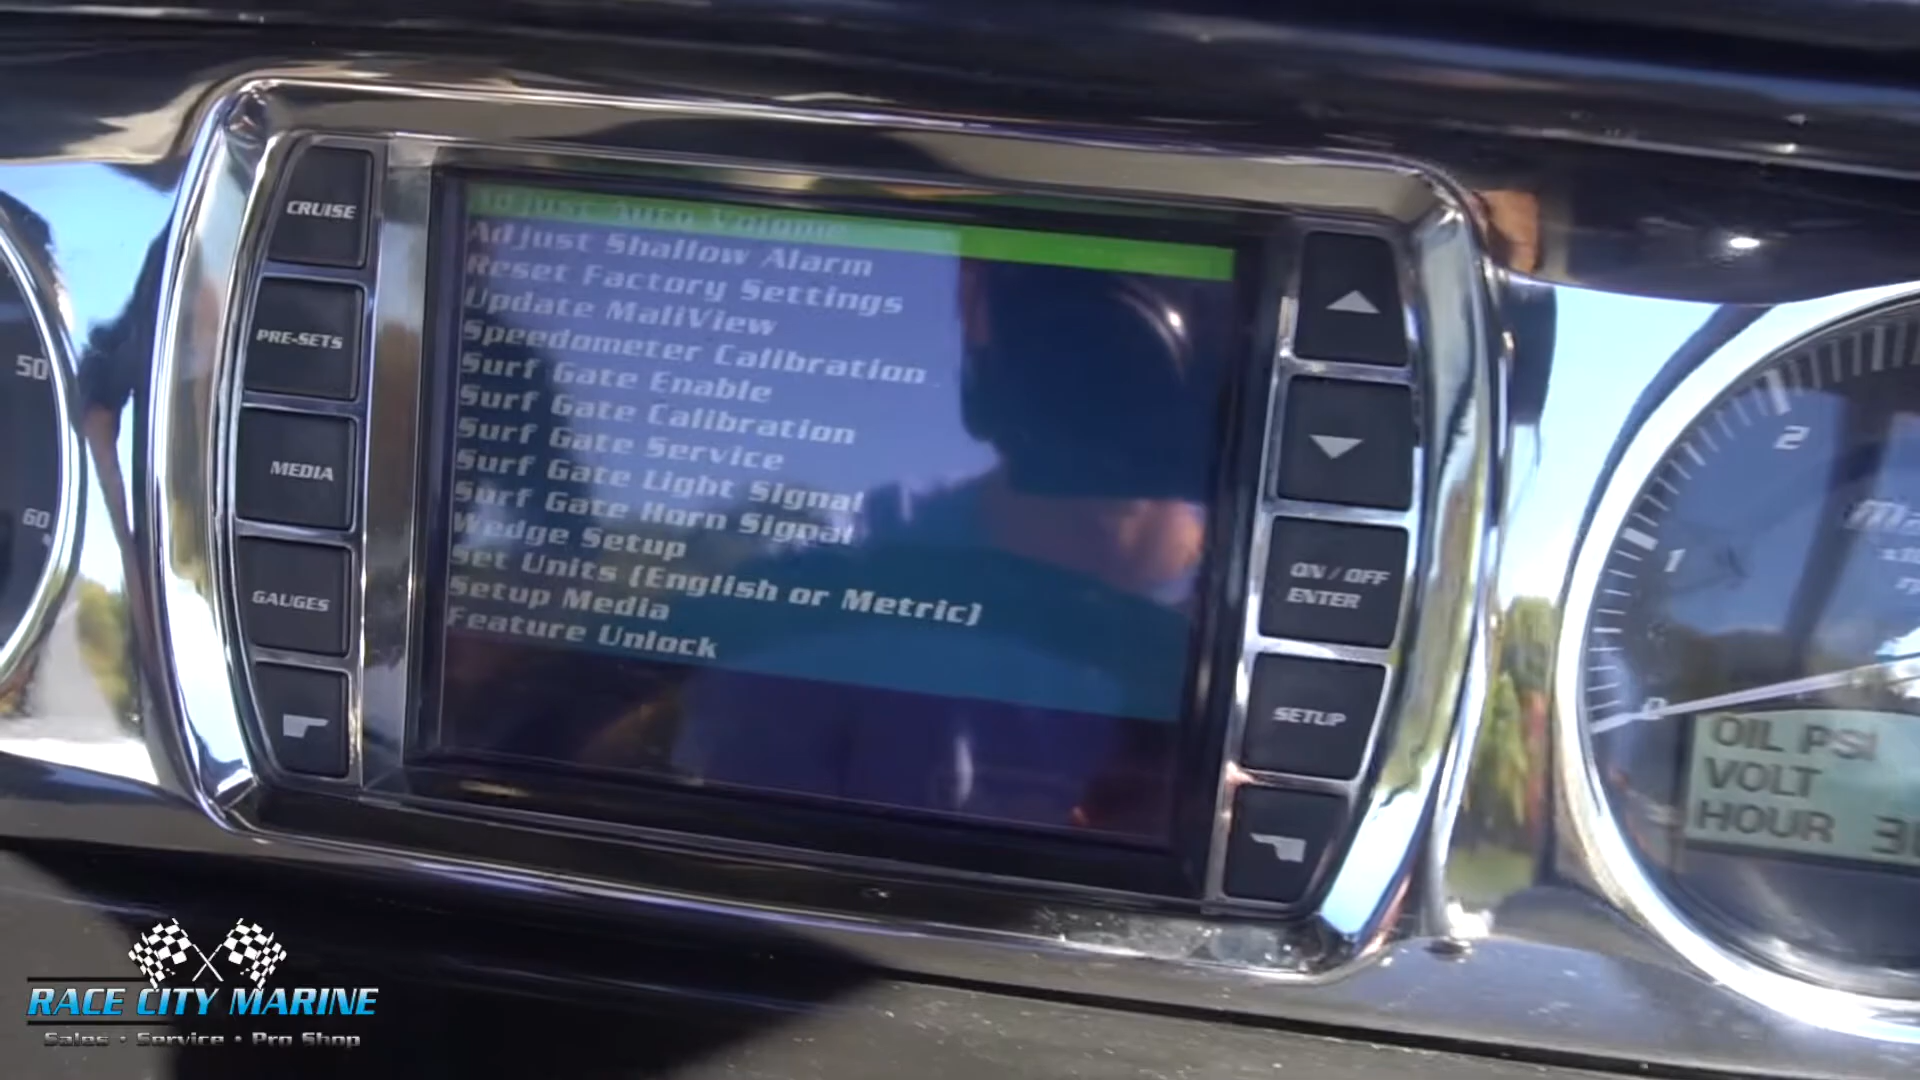 CRUISE
PRE-SETS
MEDIA
GAUGES
Adjust Auto Volume
Adjust Shallow Alarm
Reset Factory Settings
Update MaliView
Speedometer Calibration
Surf Gate Enable
Surf Gate Calibration
Surf Gate Service
Surf Gate Light Signal
Surf Gate Horn Signal
Wedge Setup
Set Units (English or Metric)
Setup Media
Feature Unlock
ON / OFF
ENTER
SETUP
50
60
2
1
0
OIL PSI
VOLT
HOUR
RACE CITY MARINE
Sales • Service • Pro Shop